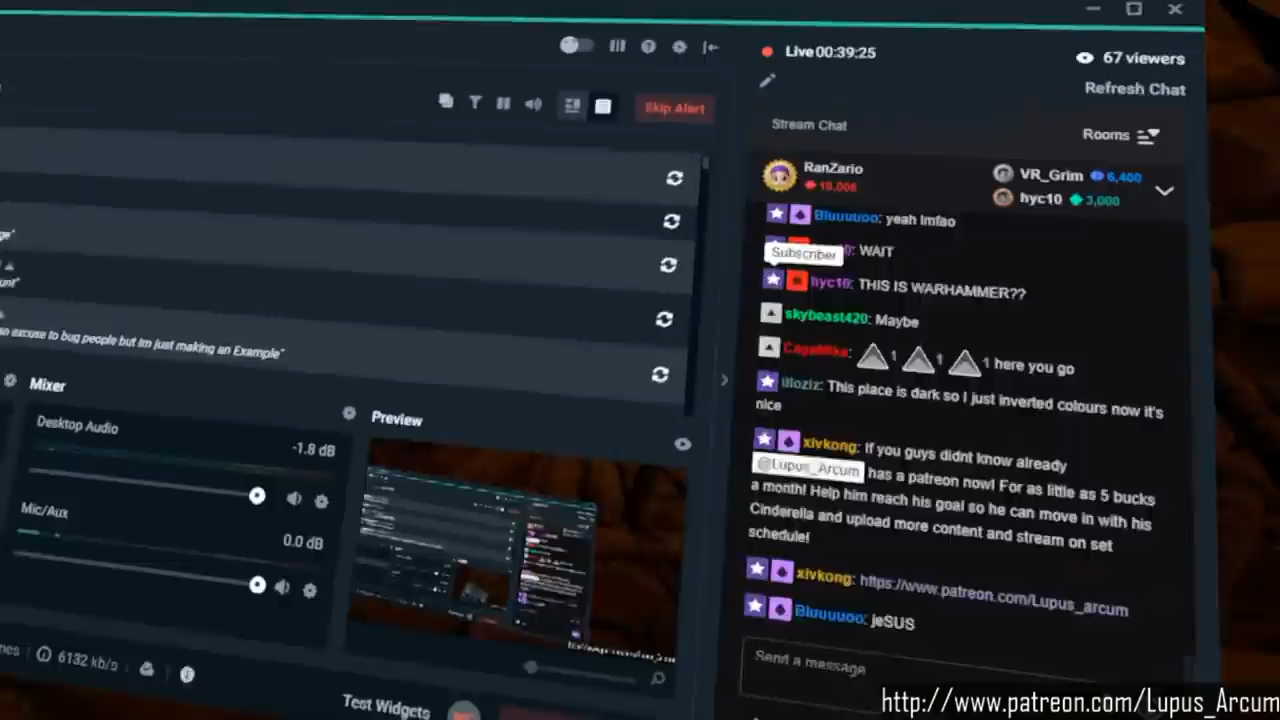 Live 00:39:25
67 viewers
Refresh Chat
Skip Alert
Stream Chat
Rooms
RanZario
VR_Grim 6,400
hyc10 3,000
Bluuuuoo: yeah lmfao
WAIT
Subscriber
hyc10: THIS IS WARHAMMER??
skybeast420: Maybe
1 1 1 here you go
This place is dark so I just inverted colours now it's
nice
xivkong: If you guys didnt know already
@Lupus_Arcum has a patreon now! For as little as 5 bucks
a month! Help him reach his goal so he can move in with his
Cinderella and upload more content and stream on set
schedule!
xivkong: https://www.patreon.com/Lupus_arcum
Bluuuuoo: jeSUS
Send a message
an excuse to bug people but Im just making an Example"
Mixer
Desktop Audio
-1.8 dB
Mic/Aux
0.0 dB
Preview
6132 kb/s
Test Widgets
http://www.patreon.com/Lupus_Arcum